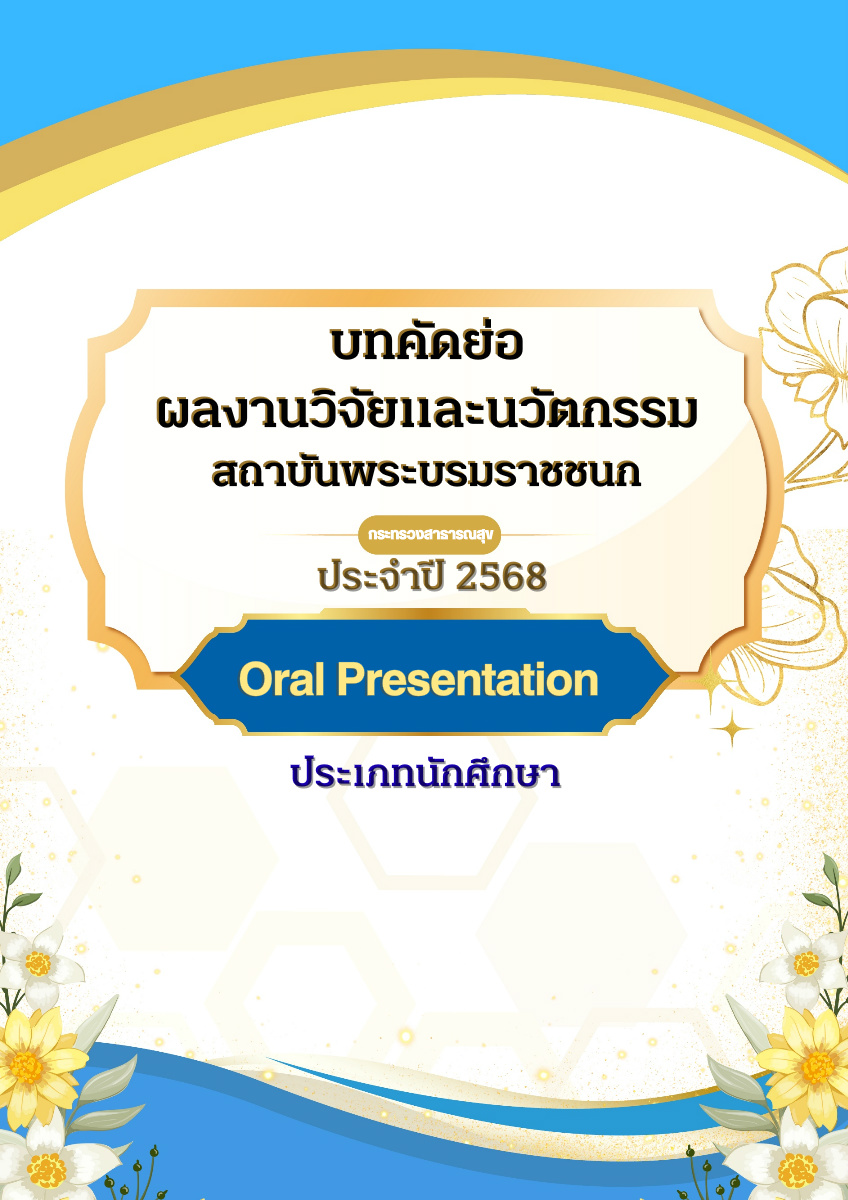 บทคัดย่อ
ผลงานวิจัยและนวัตกรรม
สถาบันพระบรมราชชนก
กระทรวงสาธารณสุข
ประจำปี 2568
Oral Presentation
ประเภทนักศึกษา